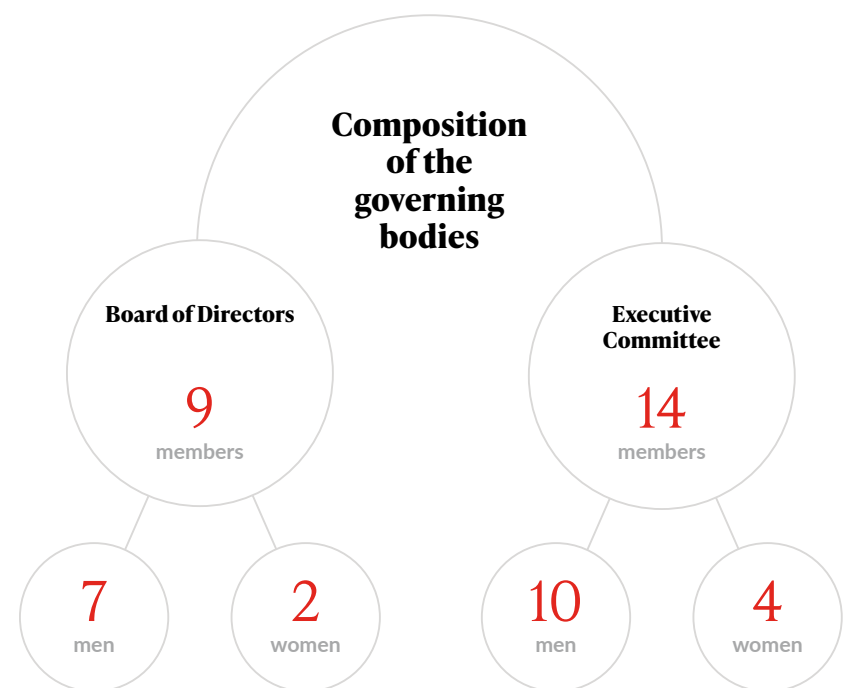 Composition
of the
governing
bodies
Board of Directors
9
members
7
men
2
women
Executive
Committee
14
members
10
men
4
women